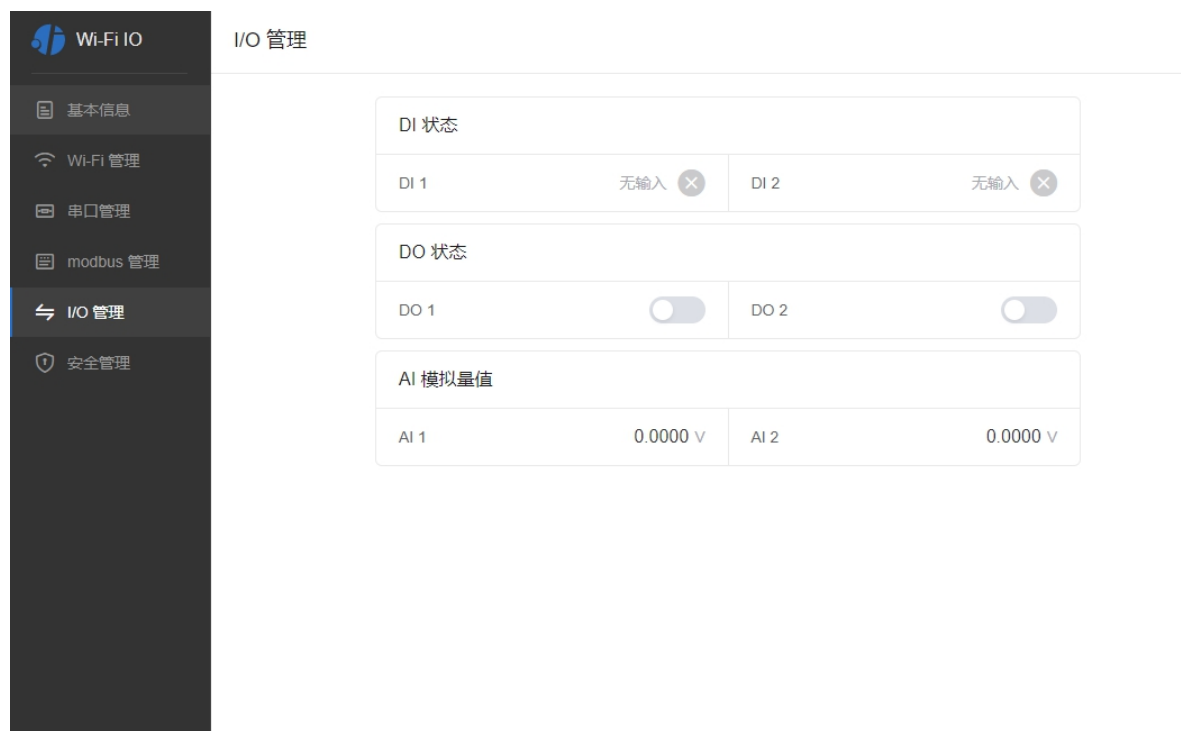 Wi-Fi IO
I/O 管理
基本信息
Wi-Fi 管理
串口管理
modbus 管理
I/O 管理
安全管理
DI 状态
DI 1 无输入 DI 2 无输入
DO 状态
DO 1 DO 2
AI 模拟量值
AI 1 0.0000 V AI 2 0.0000 V